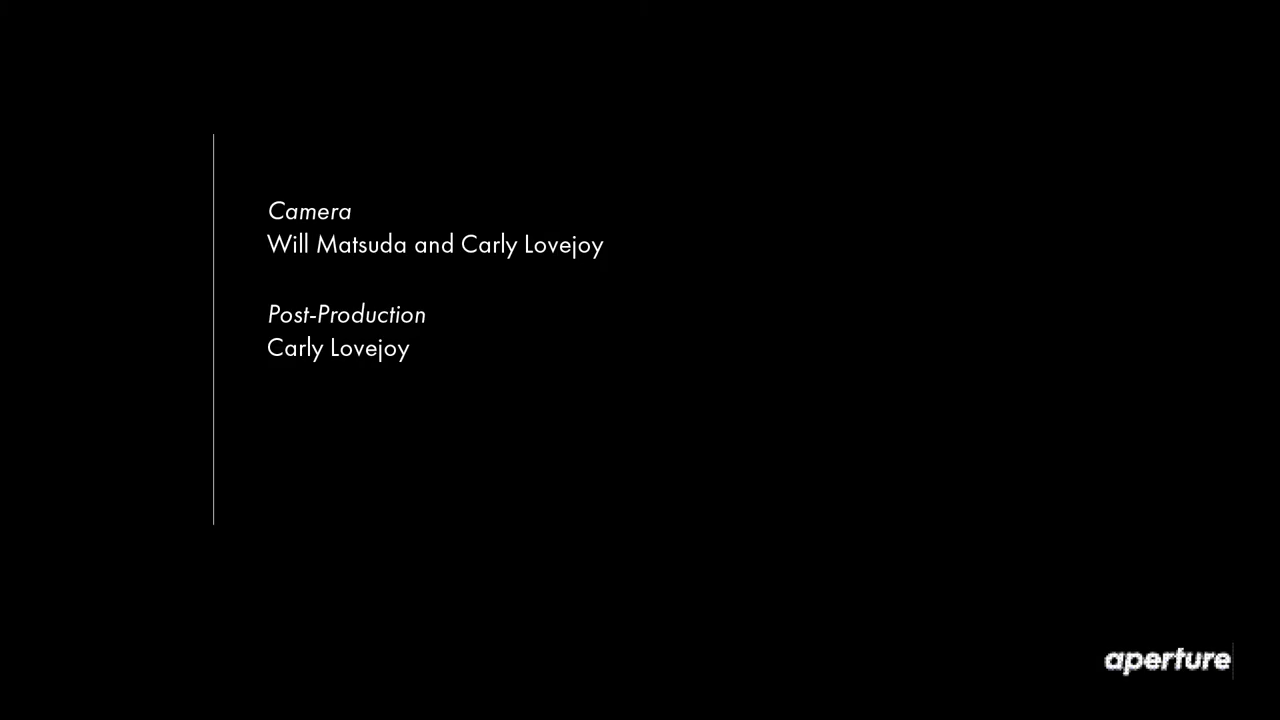 Camera
Will Matsuda and Carly Lovejoy
Post-Production
Carly Lovejoy
aperture